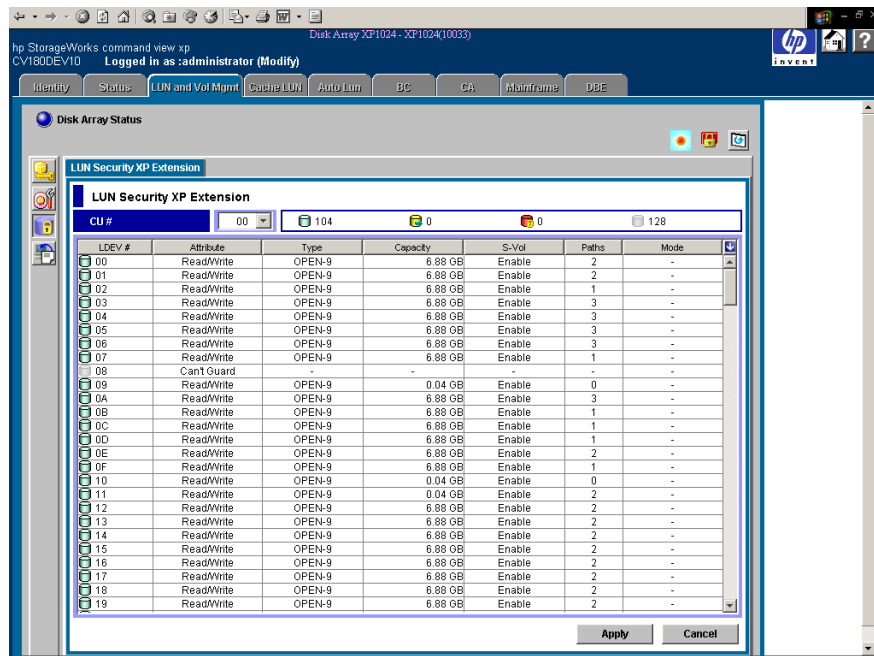 Disk Array XP1024 - XP1024(10033)
hp StorageWorks command view xp
CV180DEV10 Logged in as :administrator (Modify)
hp
invent
?
Identity Status LUN and Vol Mgmt Cache LUN Auto Lun BC CA Mainframe DBE
Disk Array Status
LUN Security XP Extension
LUN Security XP Extension
CU # 00 104 0 0 128
LDEV # Attribute Type Capacity S-Vol Paths Mode
00 Read/Write OPEN-9 6.88 GB Enable 2 -
01 Read/Write OPEN-9 6.88 GB Enable 2 -
02 Read/Write OPEN-9 6.88 GB Enable 1 -
03 Read/Write OPEN-9 6.88 GB Enable 3 -
04 Read/Write OPEN-9 6.88 GB Enable 3 -
05 Read/Write OPEN-9 6.88 GB Enable 3 -
06 Read/Write OPEN-9 6.88 GB Enable 3 -
07 Read/Write OPEN-9 6.88 GB Enable 1 -
08 Can't Guard - - - - -
09 Read/Write OPEN-9 0.04 GB Enable 0 -
0A Read/Write OPEN-9 6.88 GB Enable 3 -
0B Read/Write OPEN-9 6.88 GB Enable 1 -
0C Read/Write OPEN-9 6.88 GB Enable 1 -
0D Read/Write OPEN-9 6.88 GB Enable 1 -
0E Read/Write OPEN-9 6.88 GB Enable 2 -
0F Read/Write OPEN-9 6.88 GB Enable 1 -
10 Read/Write OPEN-9 0.04 GB Enable 0 -
11 Read/Write OPEN-9 0.04 GB Enable 2 -
12 Read/Write OPEN-9 6.88 GB Enable 2 -
13 Read/Write OPEN-9 6.88 GB Enable 2 -
14 Read/Write OPEN-9 6.88 GB Enable 2 -
15 Read/Write OPEN-9 6.88 GB Enable 2 -
16 Read/Write OPEN-9 6.88 GB Enable 2 -
17 Read/Write OPEN-9 6.88 GB Enable 2 -
18 Read/Write OPEN-9 6.88 GB Enable 2 -
19 Read/Write OPEN-9 6.88 GB Enable 2 -
Apply Cancel